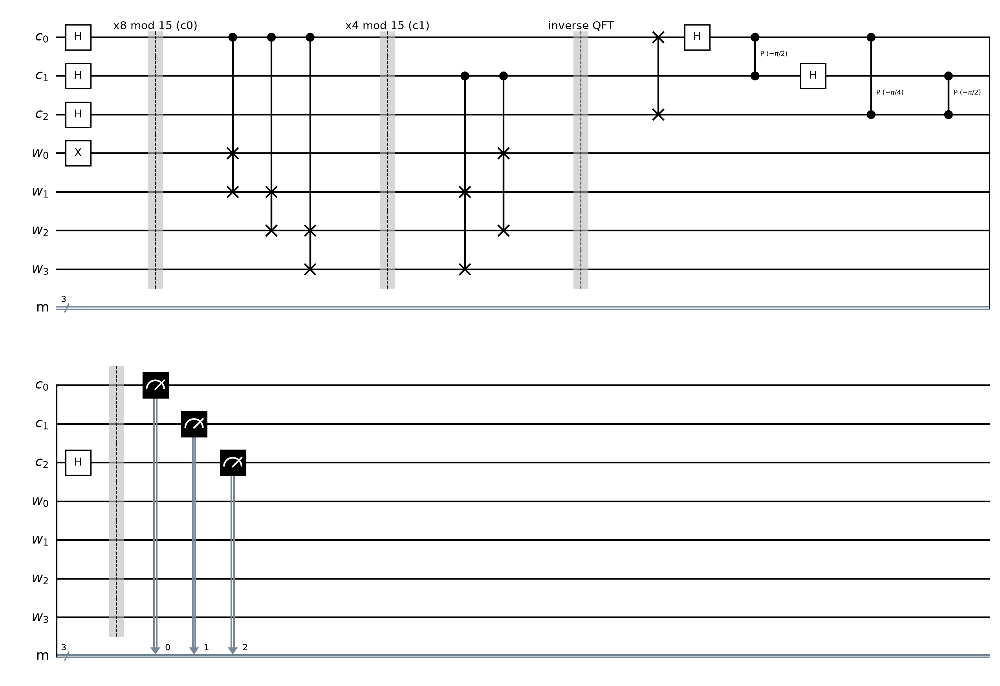 x8 mod 15 (c0) x4 mod 15 (c1) inverse QFT
c0 H H
P (−π/2)
c1 H H
P (−π/4) P (−π/2)
c2 H
w0 X
w1
w2
w3
3
m
c0
c1
c2 H
w0
w1
w2
w3
3 0 1 2
m